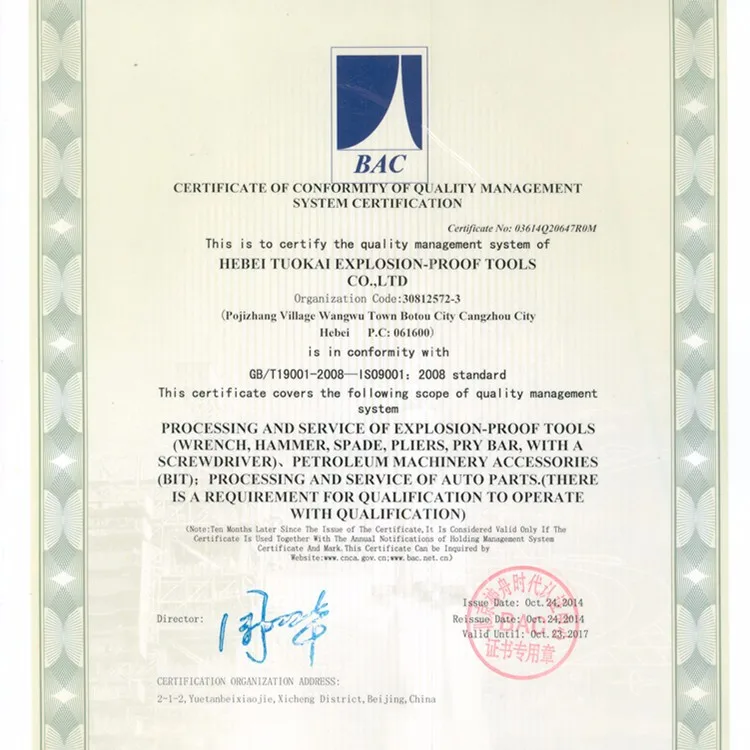 BAC
CERTIFICATE OF CONFORMITY OF QUALITY MANAGEMENT
SYSTEM CERTIFICATION
Certificate No: 03614Q20647R0M
This is to certify the quality management system of
HEBEI TUOKAI EXPLOSION-PROOF TOOLS
CO.,LTD
Organization Code:30812572-3
(Pojizhang Village Wangwu Town Botou City Cangzhou City
Hebei P.C: 061600)
is in conformity with
GB/T19001-2008—ISO9001: 2008 standard
This certificate covers the following scope of quality management
system
PROCESSING AND SERVICE OF EXPLOSION-PROOF TOOLS
(WRENCH, HAMMER, SPADE, PLIERS, PRY BAR, WITH A
SCREWDRIVER)、PETROLEUM MACHINERY ACCESSORIES
(BIT); PROCESSING AND SERVICE OF AUTO PARTS.(THERE
IS A REQUIREMENT FOR QUALIFICATION TO OPERATE
WITH QUALIFICATION)
(Note:Ten Months Later Since The Issue of The Certificate,It Is Considered Valid Only If The
Certificate Is Used Together With The Annual Notifications of Holding Management System
Certificate And Mark.This Certificate Can be Inquired by
Website:www.cnca.gov.cn;www.bac.net.cn)
Issue Date: Oct.24,2014
Director:
Reissue Date: Oct.24,2014
Valid Until: Oct.23,2017
BAC
证书专用章
CERTIFICATION ORGANIZATION ADDRESS:
2-1-2,Yuetanbeixiaojie,Xicheng District,Beijing,China